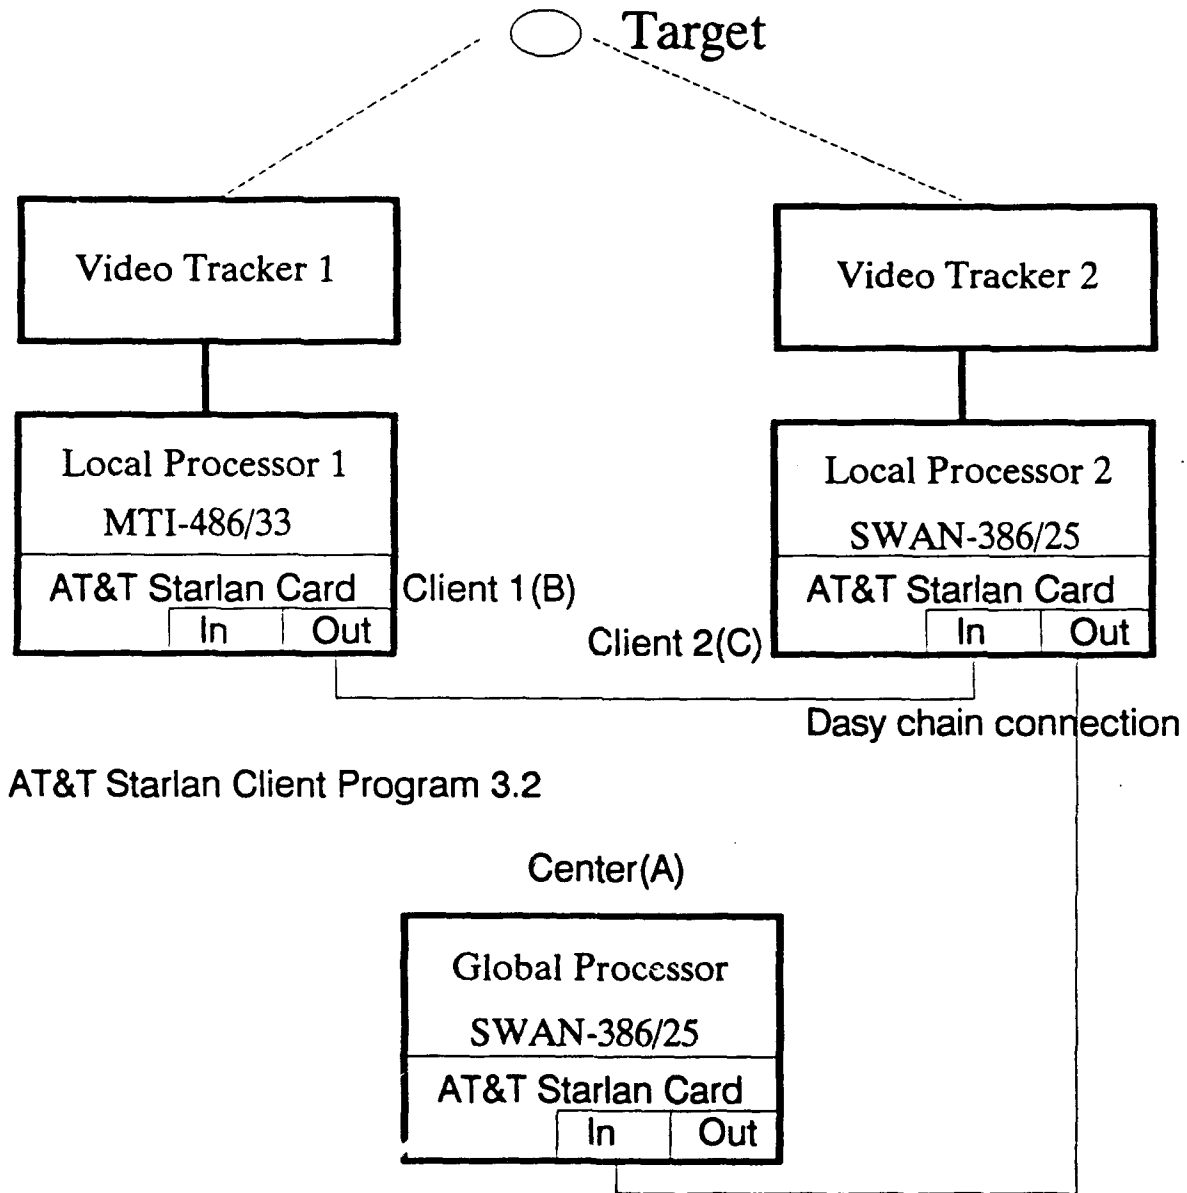 Target
Video Tracker 1
Video Tracker 2
Local Processor 1
MTI-486/33
AT&T Starlan Card
In
Out
Client 1(B)
Local Processor 2
SWAN-386/25
AT&T Starlan Card
In
Out
Client 2(C)
Dasy chain connection
AT&T Starlan Client Program 3.2
Center(A)
Global Processor
SWAN-386/25
AT&T Starlan Card
In
Out